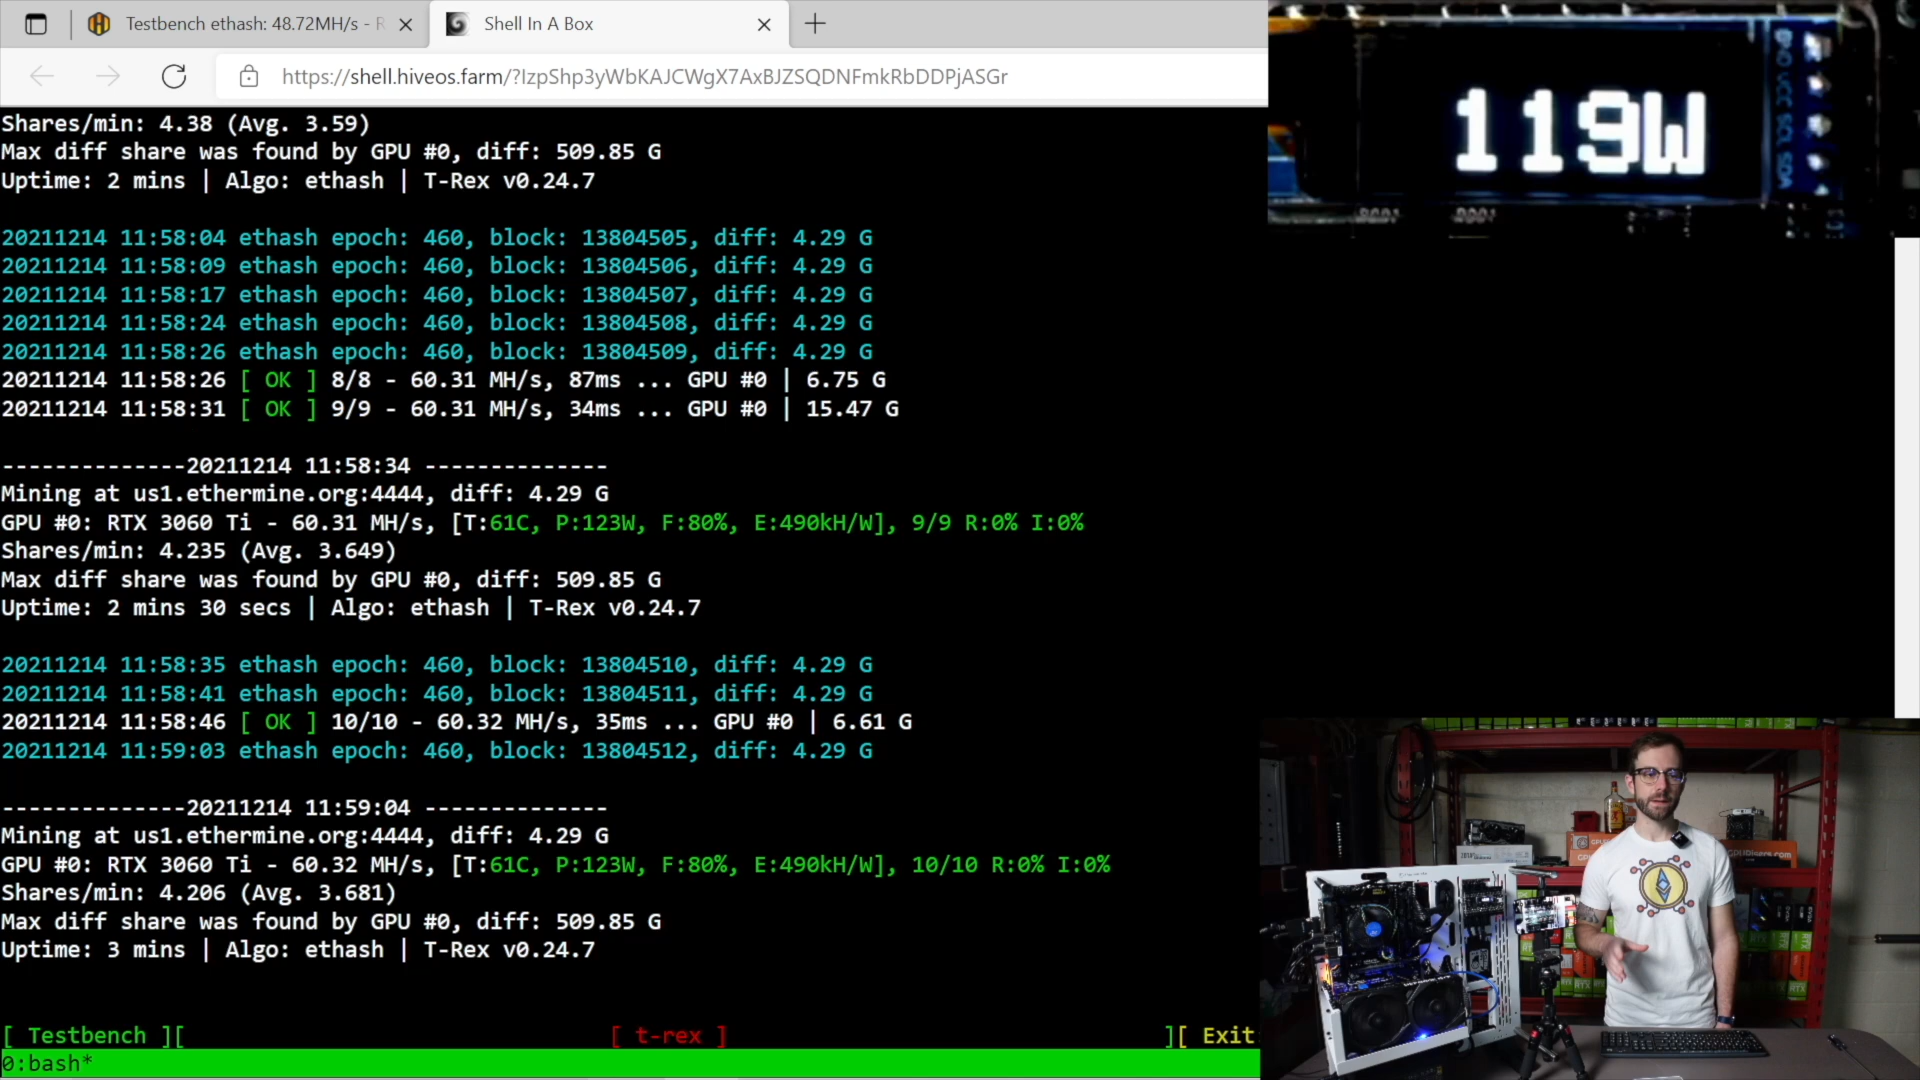 Testbench ethash: 48.72MH/s - R
Shell In A Box
https://shell.hiveos.farm/?IzpShp3yWbKAJCWgX7AxBJZSQDNFmkRbDDPjASGr
119W
GND VCC SCL SDA
Shares/min: 4.38 (Avg. 3.59)
Max diff share was found by GPU #0, diff: 509.85 G
Uptime: 2 mins | Algo: ethash | T-Rex v0.24.7
20211214 11:58:04 ethash epoch: 460, block: 13804505, diff: 4.29 G
20211214 11:58:09 ethash epoch: 460, block: 13804506, diff: 4.29 G
20211214 11:58:17 ethash epoch: 460, block: 13804507, diff: 4.29 G
20211214 11:58:24 ethash epoch: 460, block: 13804508, diff: 4.29 G
20211214 11:58:26 ethash epoch: 460, block: 13804509, diff: 4.29 G
20211214 11:58:26 [ OK ] 8/8 - 60.31 MH/s, 87ms ... GPU #0 | 6.75 G
20211214 11:58:31 [ OK ] 9/9 - 60.31 MH/s, 34ms ... GPU #0 | 15.47 G
--------------20211214 11:58:34 --------------
Mining at us1.ethermine.org:4444, diff: 4.29 G
GPU #0: RTX 3060 Ti - 60.31 MH/s, [T:61C, P:123W, F:80%, E:490kH/W], 9/9 R:0% I:0%
Shares/min: 4.235 (Avg. 3.649)
Max diff share was found by GPU #0, diff: 509.85 G
Uptime: 2 mins 30 secs | Algo: ethash | T-Rex v0.24.7
20211214 11:58:35 ethash epoch: 460, block: 13804510, diff: 4.29 G
20211214 11:58:41 ethash epoch: 460, block: 13804511, diff: 4.29 G
20211214 11:58:46 [ OK ] 10/10 - 60.32 MH/s, 35ms ... GPU #0 | 6.61 G
20211214 11:59:03 ethash epoch: 460, block: 13804512, diff: 4.29 G
--------------20211214 11:59:04 --------------
Mining at us1.ethermine.org:4444, diff: 4.29 G
GPU #0: RTX 3060 Ti - 60.32 MH/s, [T:61C, P:123W, F:80%, E:490kH/W], 10/10 R:0% I:0%
Shares/min: 4.206 (Avg. 3.681)
Max diff share was found by GPU #0, diff: 509.85 G
Uptime: 3 mins | Algo: ethash | T-Rex v0.24.7
[ Testbench ][ [ t-rex ] ][ Exit
0:bash*